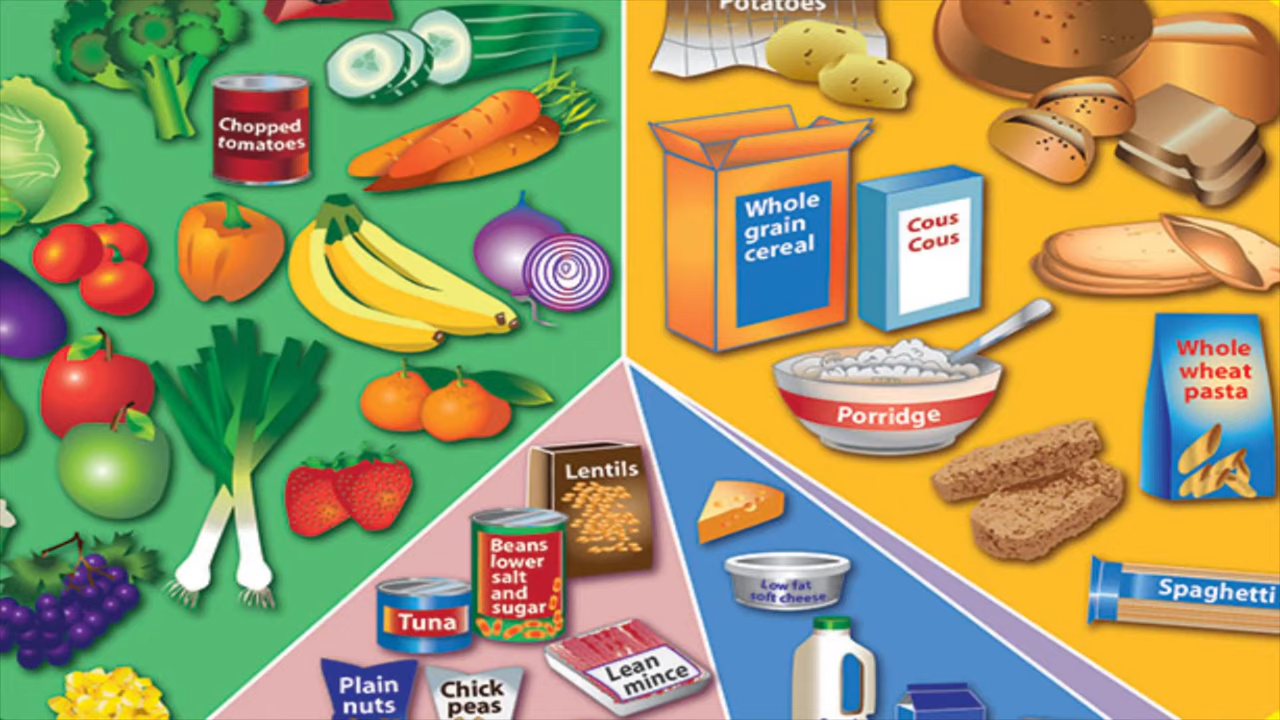 Potatoes
Chopped
tomatoes
Whole
grain
cereal
Cous
Cous
Whole
wheat
pasta
Porridge
Lentils
Beans
lower
salt
and
sugar
Low fat
soft cheese
Spaghetti
Tuna
Lean
mince
Plain
nuts
Chick
peas